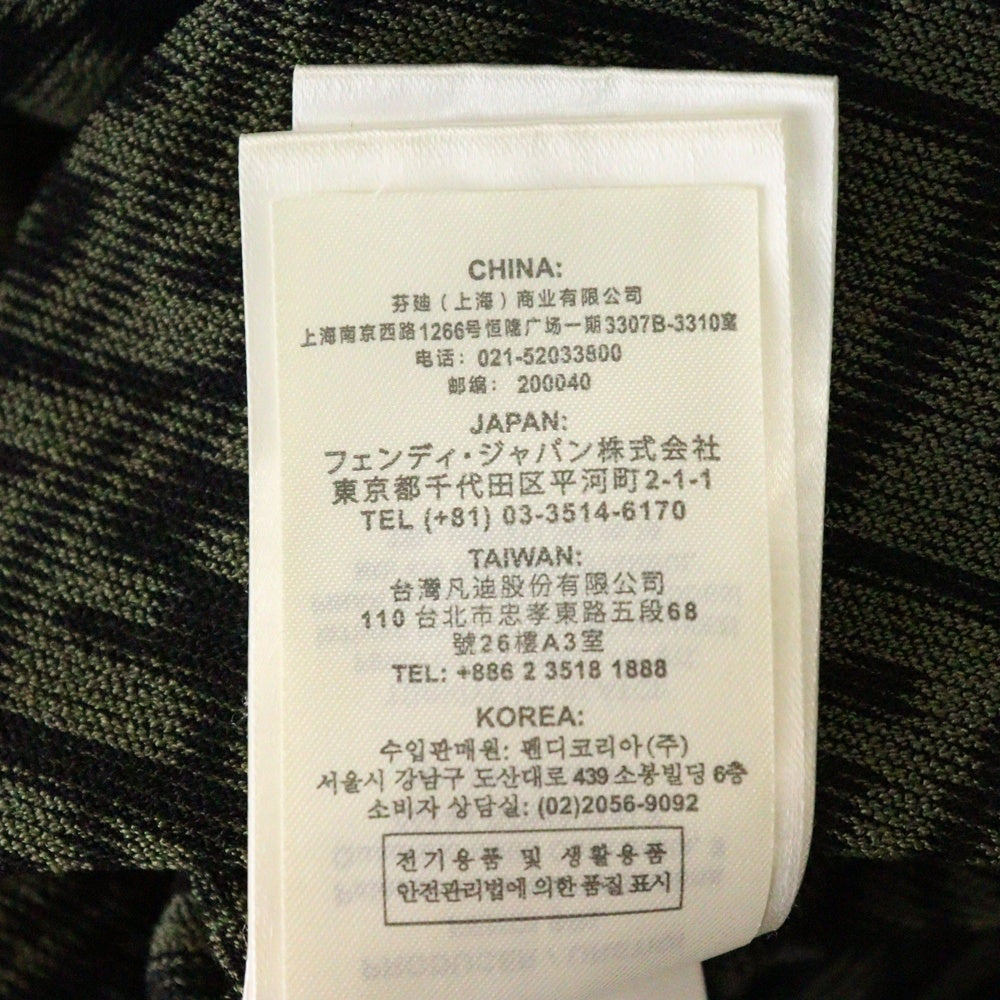 CHINA:
芬迪（上海）商业有限公司
上海南京西路1266号恒隆广场一期3307B-3310室
电话：021-52033800
邮编： 200040
JAPAN:
フェンディ・ジャパン株式会社
東京都千代田区平河町2-1-1
TEL (+81) 03-3514-6170
TAIWAN:
台灣凡迪股份有限公司
110 台北市忠孝東路五段68
號26樓A3室
TEL: +886 2 3518 1888
KOREA:
수입판매원: 펜디코리아(주)
서울시 강남구 도산대로 439 소봉빌딩 6층
소비자 상담실: (02)2056-9092
전기용품 및 생활용품
안전관리법에 의한 품질 표시